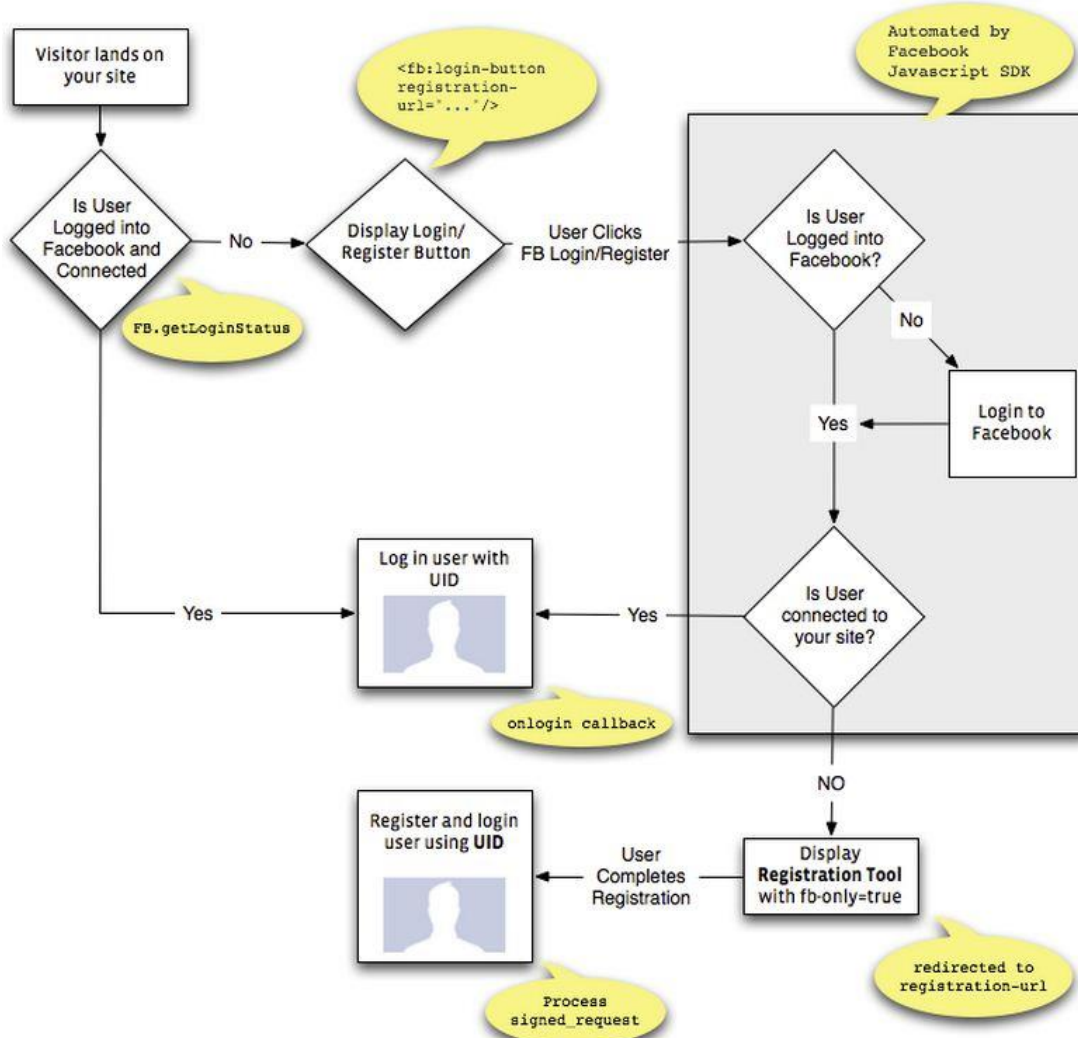 Visitor lands on
your site
<fb:login-button
registration-
url="..."/>
Automated by
Facebook
Javascript SDK
Is User
Logged into
Facebook and
Connected
No
Display Login/
Register Button
User Clicks
FB Login/Register
Is User
Logged into
Facebook?
FB.getLoginStatus
No
Yes
Login to
Facebook
Log in user with
UID
Yes
Yes
Is User
connected to
your site?
onlogin callback
NO
Register and login
user using UID
User
Completes
Registration
Display
Registration Tool
with fb-only=true
redirected to
registration-url
Process
signed_request